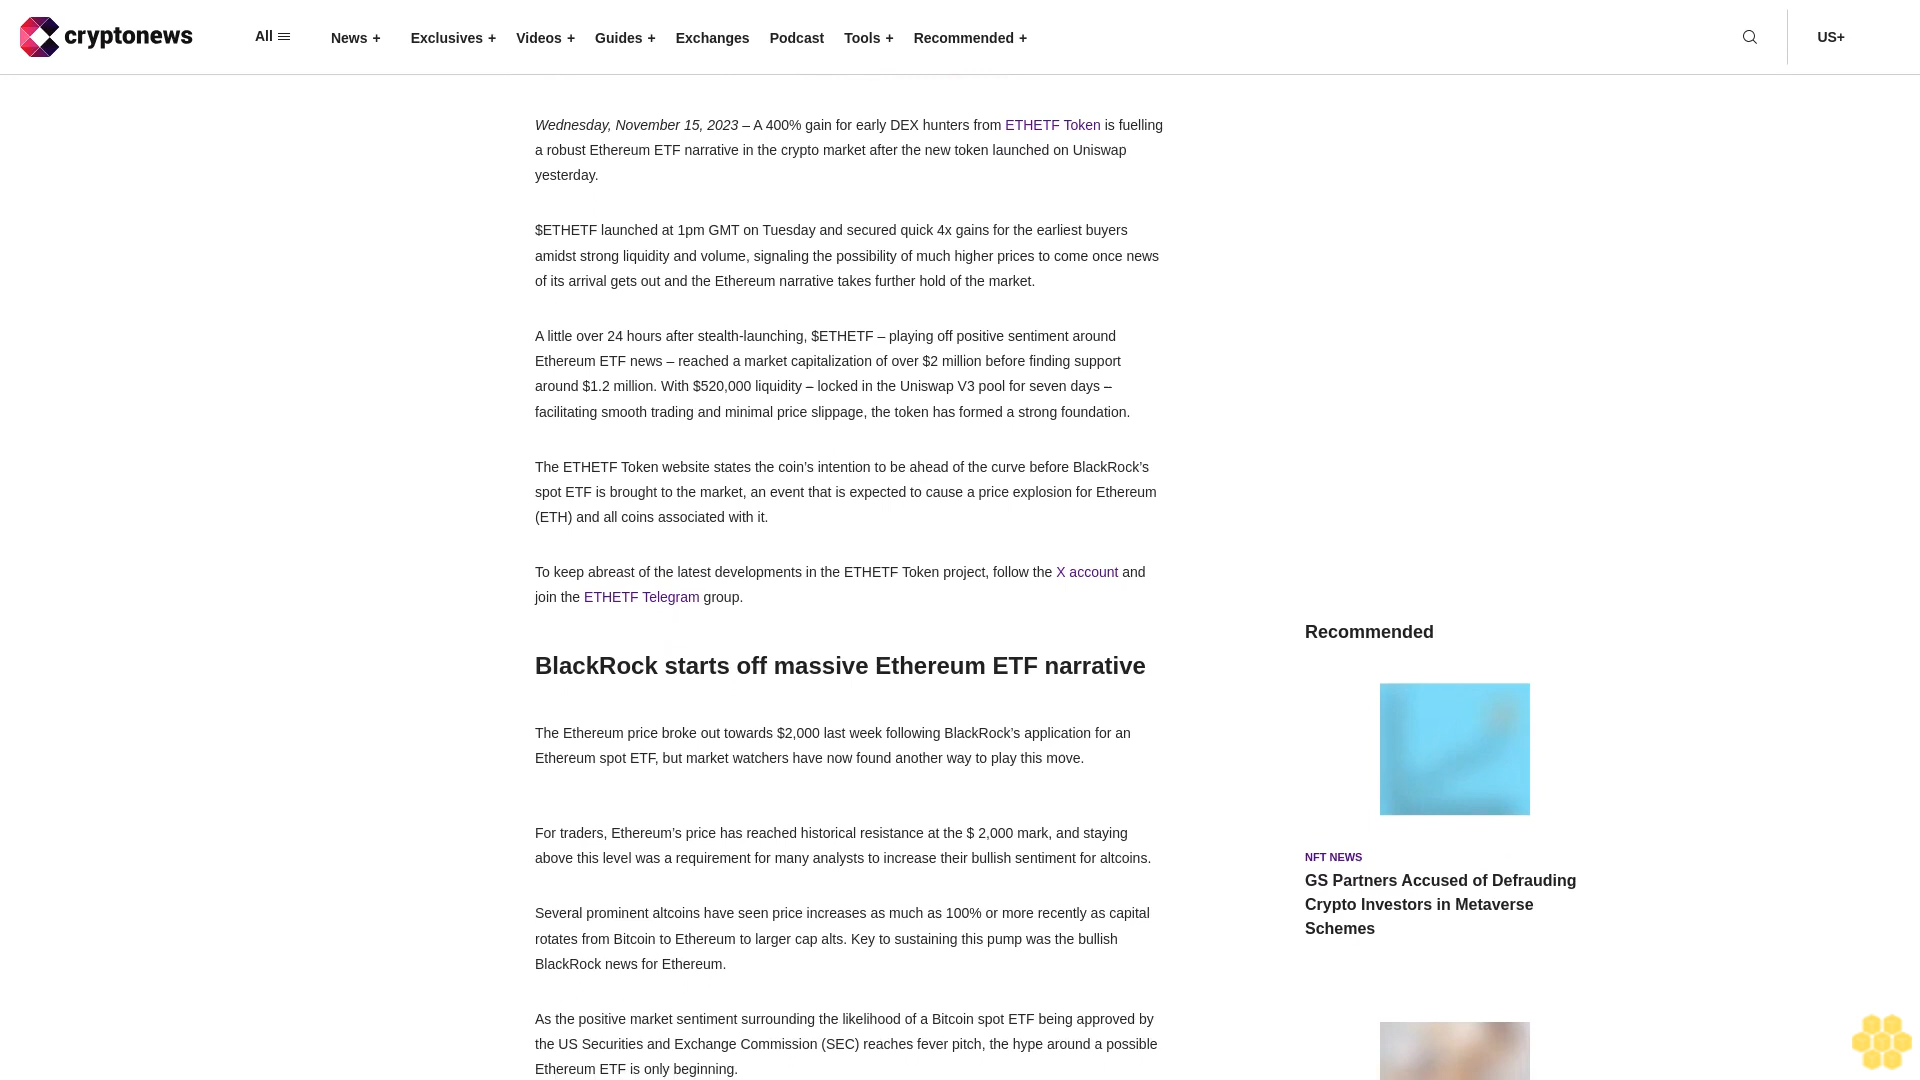 cryptonews
All
News +
Exclusives +
Videos +
Guides +
Exchanges
Podcast
Tools +
Recommended +
US+
Wednesday, November 15, 2023 – A 400% gain for early DEX hunters from ETHETF Token is fuelling
a robust Ethereum ETF narrative in the crypto market after the new token launched on Uniswap
yesterday.
$ETHETF launched at 1pm GMT on Tuesday and secured quick 4x gains for the earliest buyers
amidst strong liquidity and volume, signaling the possibility of much higher prices to come once news
of its arrival gets out and the Ethereum narrative takes further hold of the market.
A little over 24 hours after stealth-launching, $ETHETF – playing off positive sentiment around
Ethereum ETF news – reached a market capitalization of over $2 million before finding support
around $1.2 million. With $520,000 liquidity – locked in the Uniswap V3 pool for seven days –
facilitating smooth trading and minimal price slippage, the token has formed a strong foundation.
The ETHETF Token website states the coin’s intention to be ahead of the curve before BlackRock’s
spot ETF is brought to the market, an event that is expected to cause a price explosion for Ethereum
(ETH) and all coins associated with it.
To keep abreast of the latest developments in the ETHETF Token project, follow the X account and
join the ETHETF Telegram group.
BlackRock starts off massive Ethereum ETF narrative
The Ethereum price broke out towards $2,000 last week following BlackRock’s application for an
Ethereum spot ETF, but market watchers have now found another way to play this move.
For traders, Ethereum’s price has reached historical resistance at the $ 2,000 mark, and staying
above this level was a requirement for many analysts to increase their bullish sentiment for altcoins.
Several prominent altcoins have seen price increases as much as 100% or more recently as capital
rotates from Bitcoin to Ethereum to larger cap alts. Key to sustaining this pump was the bullish
BlackRock news for Ethereum.
As the positive market sentiment surrounding the likelihood of a Bitcoin spot ETF being approved by
the US Securities and Exchange Commission (SEC) reaches fever pitch, the hype around a possible
Ethereum ETF is only beginning.
Recommended
NFT NEWS
GS Partners Accused of Defrauding
Crypto Investors in Metaverse
Schemes